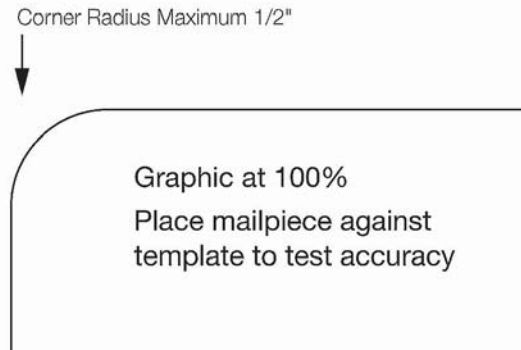 Corner Radius Maximum 1/2"
Graphic at 100%
Place mailpiece against
template to test accuracy